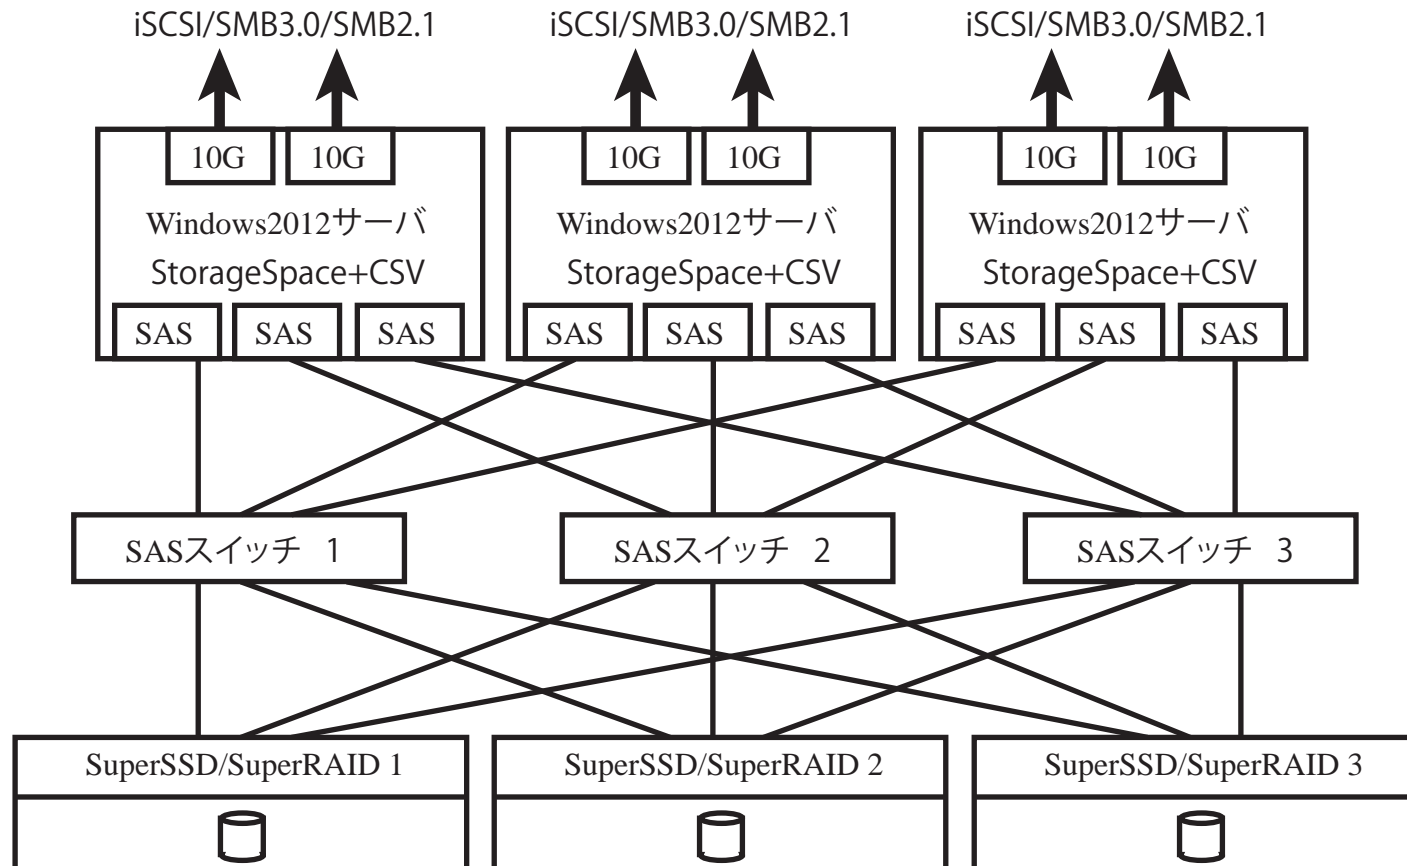 iSCSI/SMB3.0/SMB2.1 iSCSI/SMB3.0/SMB2.1 iSCSI/SMB3.0/SMB2.1
10G 10G 10G 10G 10G 10G
Windows2012サーバ Windows2012サーバ Windows2012サーバ
StorageSpace+CSV StorageSpace+CSV StorageSpace+CSV
SAS SAS SAS SAS SAS SAS SAS SAS SAS
SASスイッチ 1 SASスイッチ 2 SASスイッチ 3
SuperSSD/SuperRAID 1 SuperSSD/SuperRAID 2 SuperSSD/SuperRAID 3